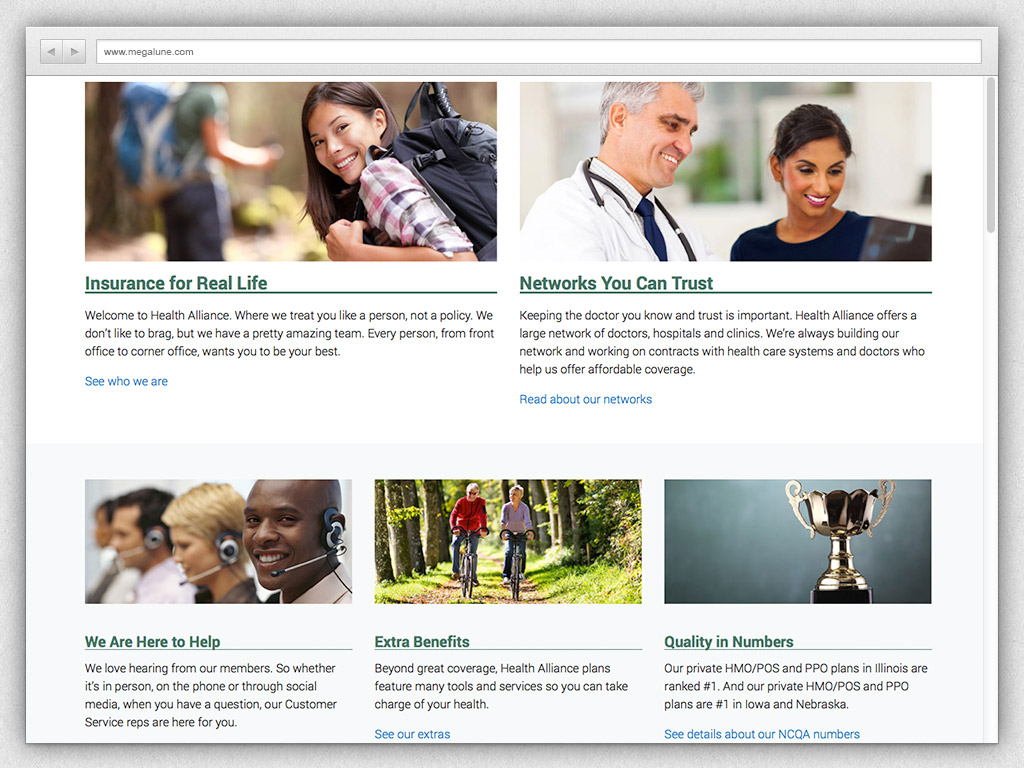 www.megalune.com
Insurance for Real Life
Welcome to Health Alliance. Where we treat you like a person, not a policy. We
don't like to brag, but we have a pretty amazing team. Every person, from front
office to corner office, wants you to be your best.
See who we are
Networks You Can Trust
Keeping the doctor you know and trust is important. Health Alliance offers a
large network of doctors, hospitals and clinics. We're always building our
network and working on contracts with health care systems and doctors who
help us offer affordable coverage.
Read about our networks
We Are Here to Help
We love hearing from our members. So whether
it's in person, on the phone or through social
media, when you have a question, our Customer
Service reps are here for you.
Extra Benefits
Beyond great coverage, Health Alliance plans
feature many tools and services so you can take
charge of your health.
See our extras
Quality in Numbers
Our private HMO/POS and PPO plans in Illinois are
ranked #1. And our private HMO/POS and PPO
plans are #1 in Iowa and Nebraska.
See details about our NCQA numbers